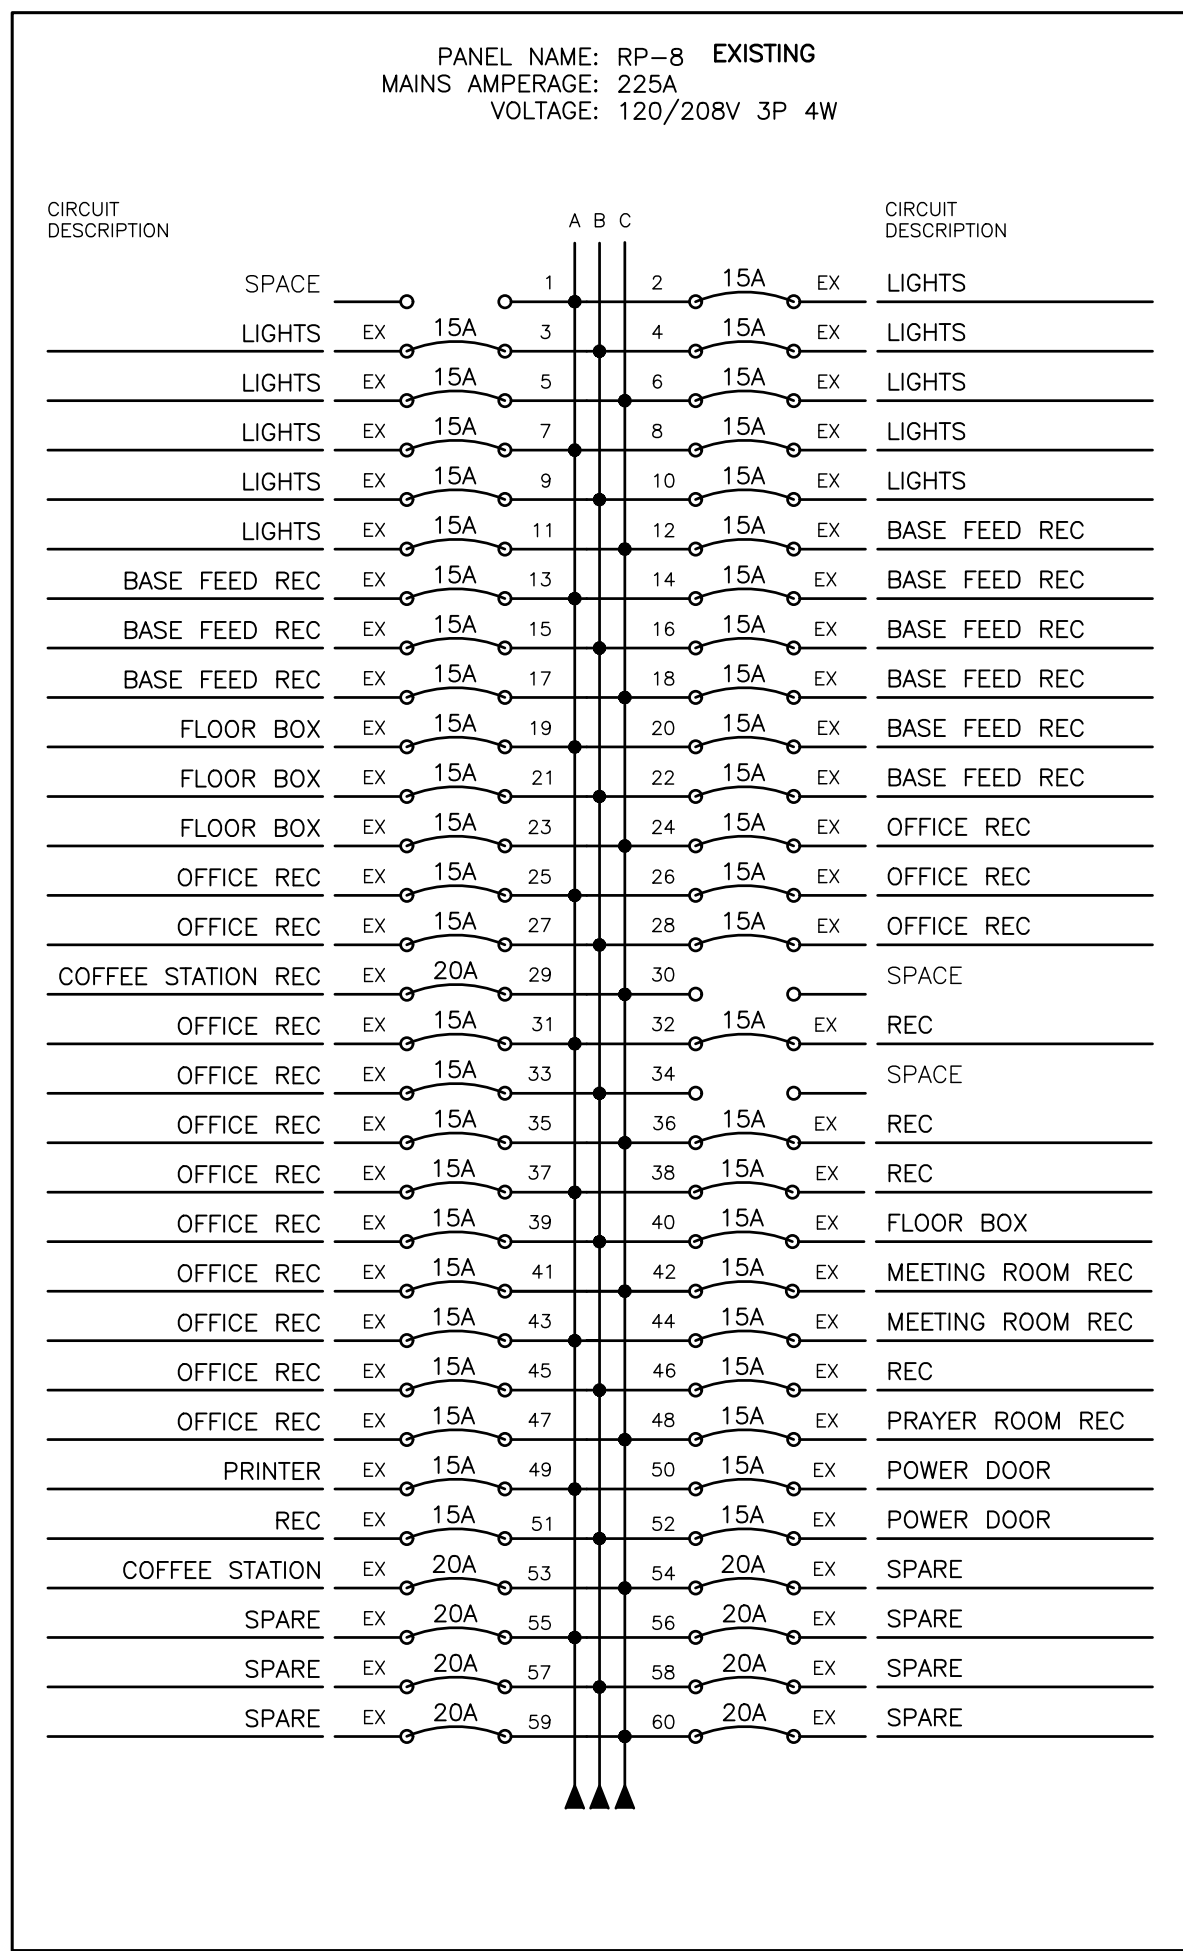 PANEL NAME: RP-8 EXISTING
MAINS AMPERAGE: 225A
VOLTAGE: 120/208V 3P 4W
CIRCUIT DESCRIPTION A B C CIRCUIT DESCRIPTION
SPACE 1 2 15A EX LIGHTS
LIGHTS EX 15A 3 4 15A EX LIGHTS
LIGHTS EX 15A 5 6 15A EX LIGHTS
LIGHTS EX 15A 7 8 15A EX LIGHTS
LIGHTS EX 15A 9 10 15A EX LIGHTS
LIGHTS EX 15A 11 12 15A EX BASE FEED REC
BASE FEED REC EX 15A 13 14 15A EX BASE FEED REC
BASE FEED REC EX 15A 15 16 15A EX BASE FEED REC
BASE FEED REC EX 15A 17 18 15A EX BASE FEED REC
FLOOR BOX EX 15A 19 20 15A EX BASE FEED REC
FLOOR BOX EX 15A 21 22 15A EX BASE FEED REC
FLOOR BOX EX 15A 23 24 15A EX OFFICE REC
OFFICE REC EX 15A 25 26 15A EX OFFICE REC
OFFICE REC EX 15A 27 28 15A EX OFFICE REC
COFFEE STATION REC EX 20A 29 30 SPACE
OFFICE REC EX 15A 31 32 15A EX REC
OFFICE REC EX 15A 33 34 SPACE
OFFICE REC EX 15A 35 36 15A EX REC
OFFICE REC EX 15A 37 38 15A EX REC
OFFICE REC EX 15A 39 40 15A EX FLOOR BOX
OFFICE REC EX 15A 41 42 15A EX MEETING ROOM REC
OFFICE REC EX 15A 43 44 15A EX MEETING ROOM REC
OFFICE REC EX 15A 45 46 15A EX REC
OFFICE REC EX 15A 47 48 15A EX PRAYER ROOM REC
PRINTER EX 15A 49 50 15A EX POWER DOOR
REC EX 15A 51 52 15A EX POWER DOOR
COFFEE STATION EX 20A 53 54 20A EX SPARE
SPARE EX 20A 55 56 20A EX SPARE
SPARE EX 20A 57 58 20A EX SPARE
SPARE EX 20A 59 60 20A EX SPARE